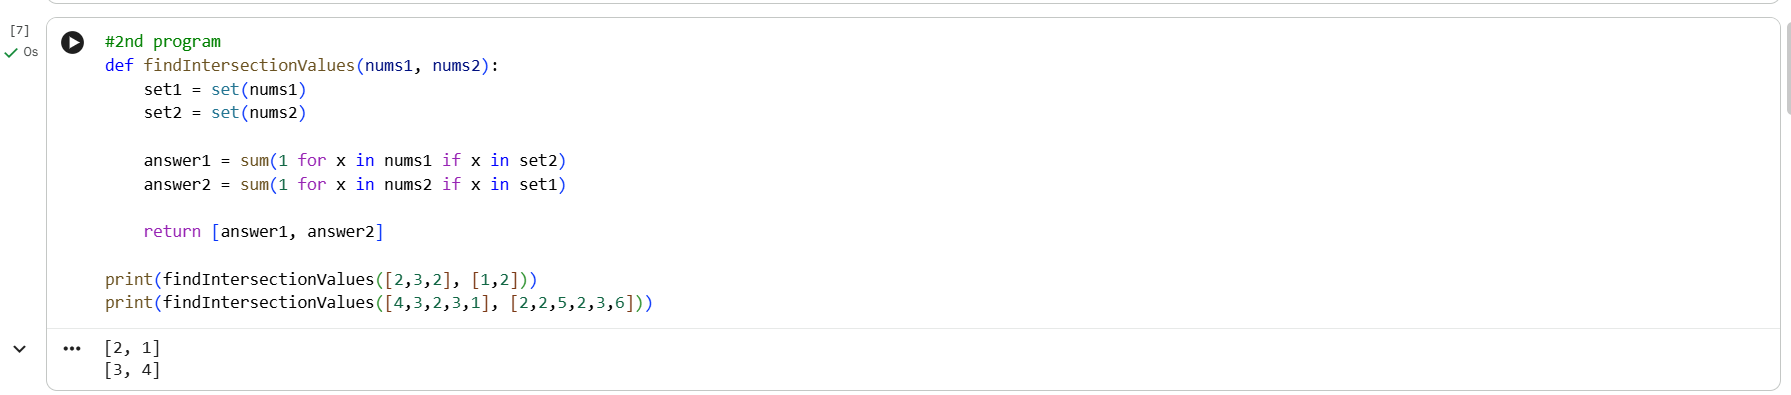 [7]
0s
#2nd program
def findIntersectionValues(nums1, nums2):
    set1 = set(nums1)
    set2 = set(nums2)
    answer1 = sum(1 for x in nums1 if x in set2)
    answer2 = sum(1 for x in nums2 if x in set1)
    return [answer1, answer2]
print(findIntersectionValues([2,3,2], [1,2]))
print(findIntersectionValues([4,3,2,3,1], [2,2,5,2,3,6]))
[2, 1]
[3, 4]